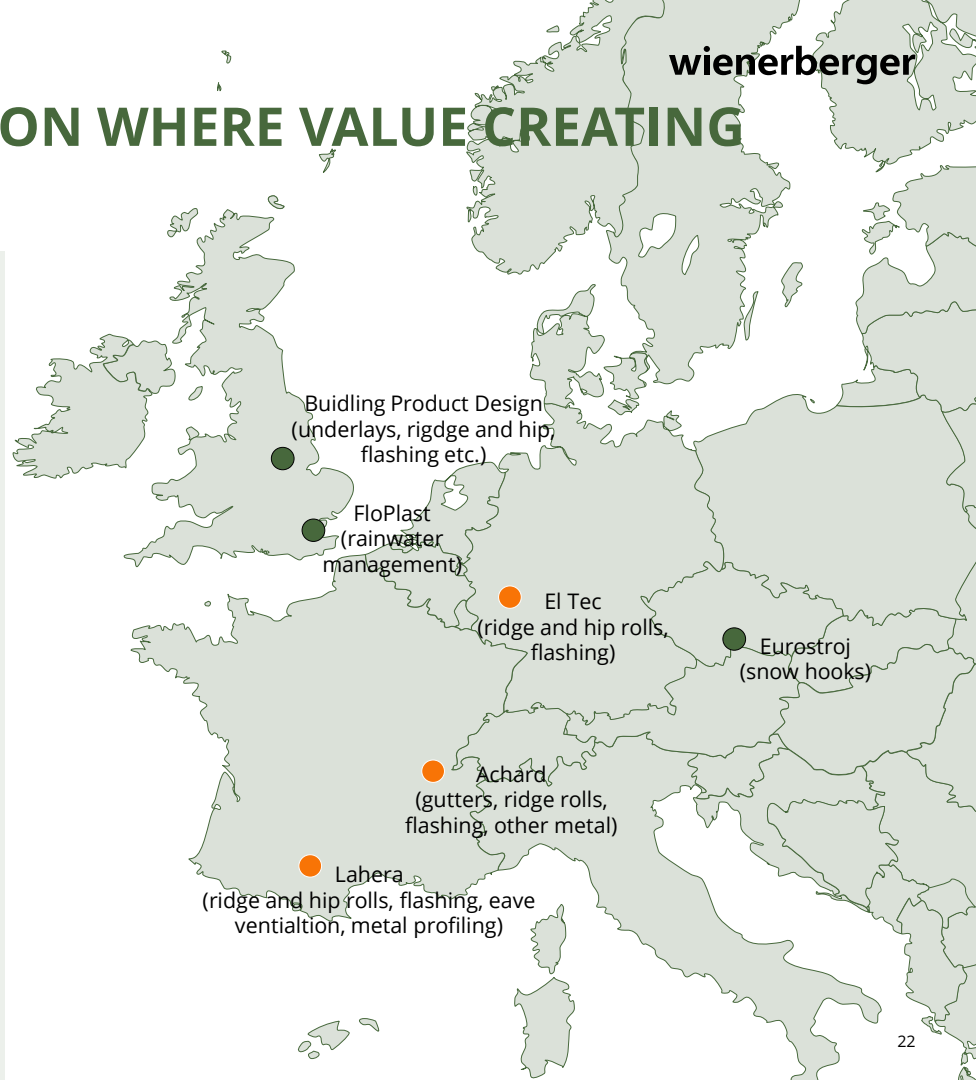 wienerberger
ON WHERE VALUE CREATING
Buidling Product Design
(underlays, rigdge and hip,
flashing etc.)
FloPlast
(rainwater
management)
El Tec
(ridge and hip rolls,
flashing)
Eurostroj
(snow hooks)
Achard
(gutters, ridge rolls,
flashing, other metal)
Lahera
(ridge and hip rolls, flashing, eave
ventialtion, metal profiling)
22